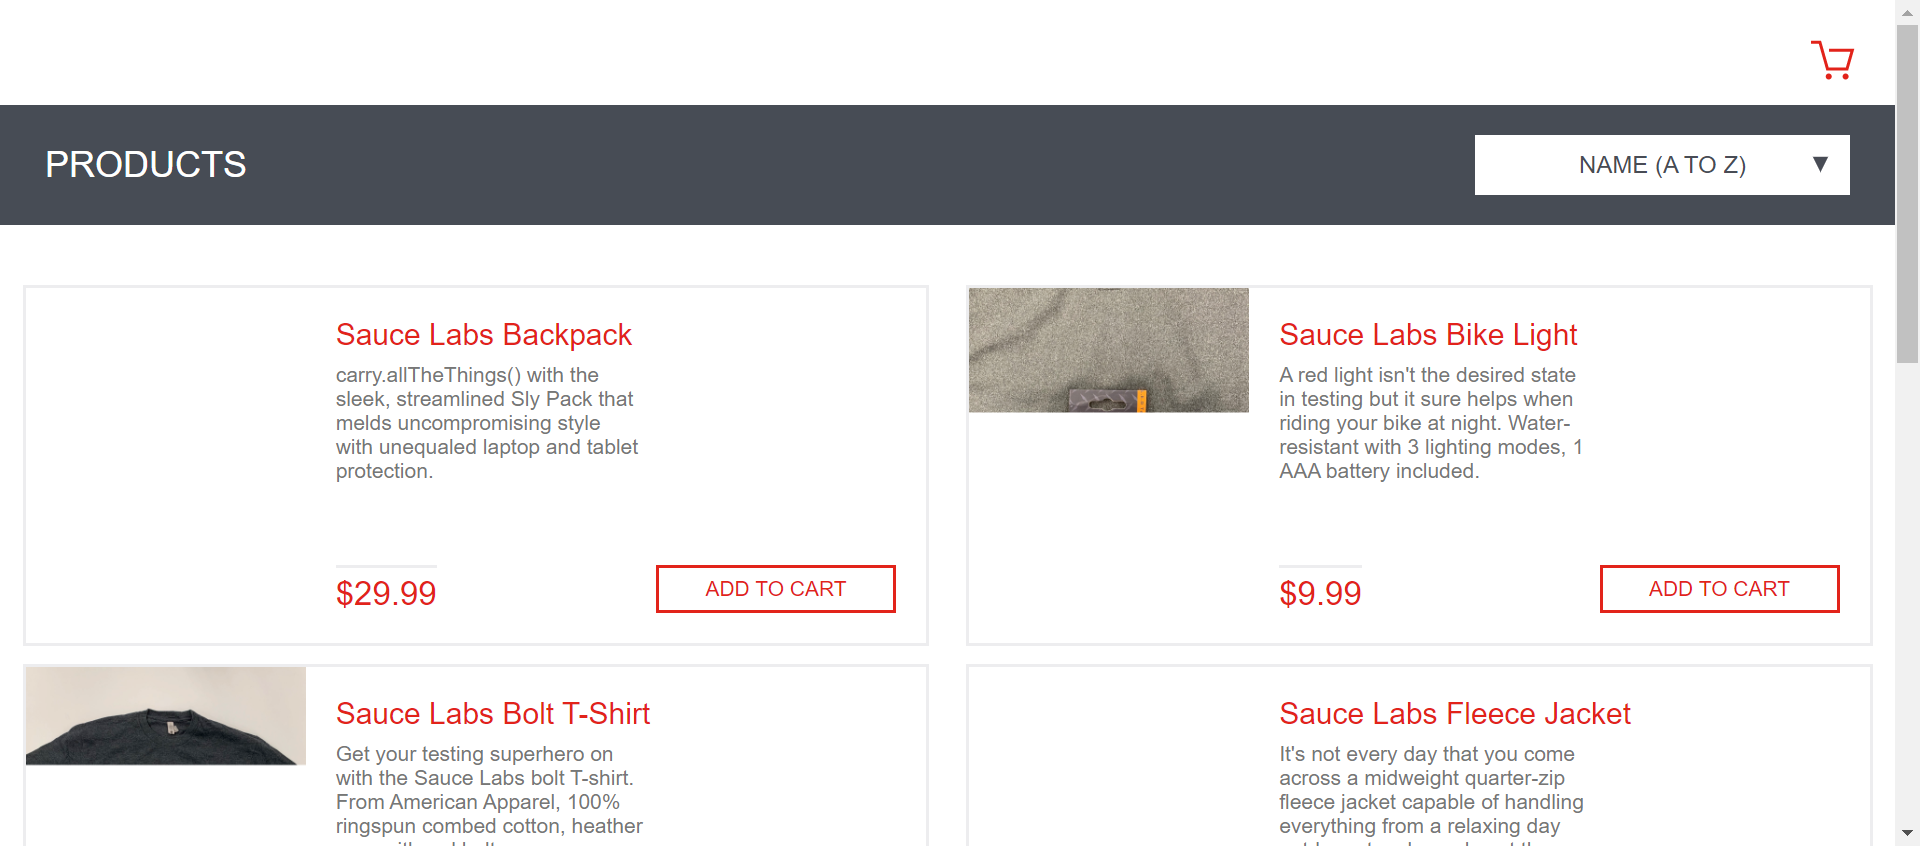 PRODUCTS
NAME (A TO Z) ▼
Sauce Labs Backpack
carry.allTheThings() with the
sleek, streamlined Sly Pack that
melds uncompromising style
with unequaled laptop and tablet
protection.
$29.99
ADD TO CART
Sauce Labs Bike Light
A red light isn't the desired state
in testing but it sure helps when
riding your bike at night. Water-
resistant with 3 lighting modes, 1
AAA battery included.
$9.99
ADD TO CART
Sauce Labs Bolt T-Shirt
Get your testing superhero on
with the Sauce Labs bolt T-shirt.
From American Apparel, 100%
ringspun combed cotton, heather
Sauce Labs Fleece Jacket
It's not every day that you come
across a midweight quarter-zip
fleece jacket capable of handling
everything from a relaxing day